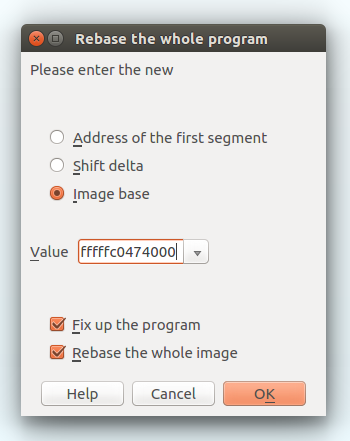 Rebase the whole program
Please enter the new
Address of the first segment
Shift delta
Image base
Value fffffc0474000
Fix up the program
Rebase the whole image
Help Cancel OK